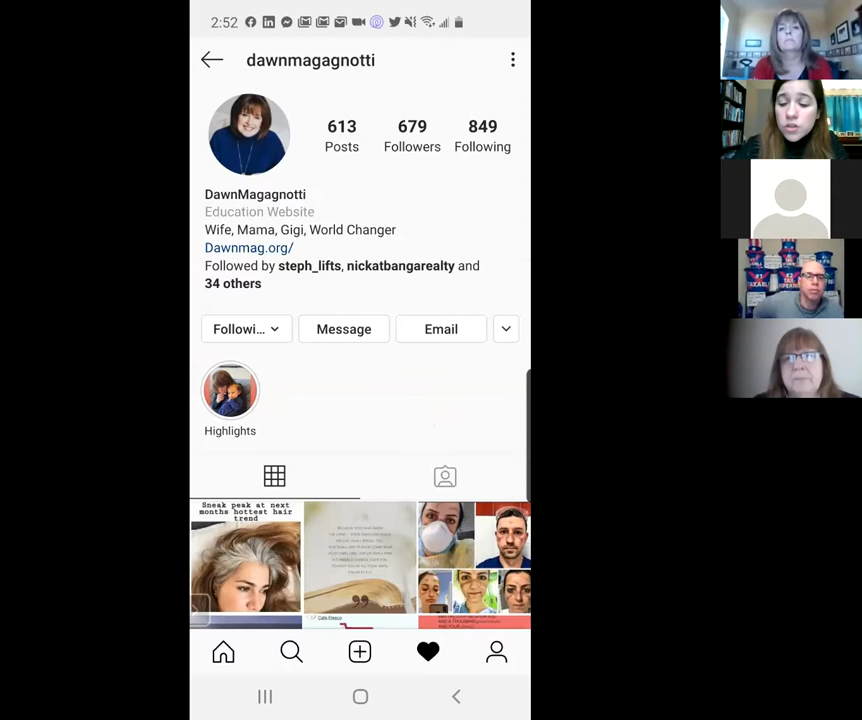 2:52
dawnmagagnotti
613 679 849
Posts Followers Following
DawnMagagnotti
Education Website
Wife, Mama, Gigi, World Changer
Dawnmag.org/
Followed by steph_lifts, nickatbangarealty and
34 others
Followi... Message Email
Highlights
Sneak peak at next
months hottest hair
trend
Cafe Fresco